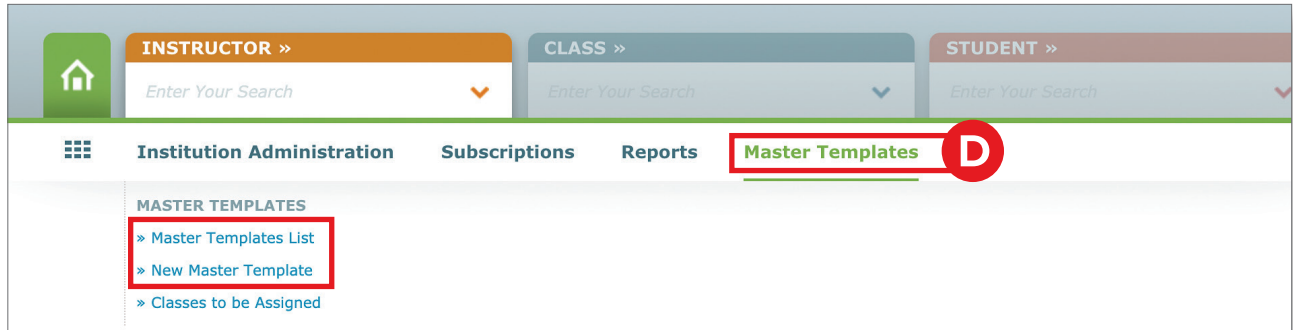 INSTRUCTOR » CLASS » STUDENT »
Enter Your Search Enter Your Search Enter Your Search
Institution Administration Subscriptions Reports Master Templates D
MASTER TEMPLATES
» Master Templates List
» New Master Template
» Classes to be Assigned